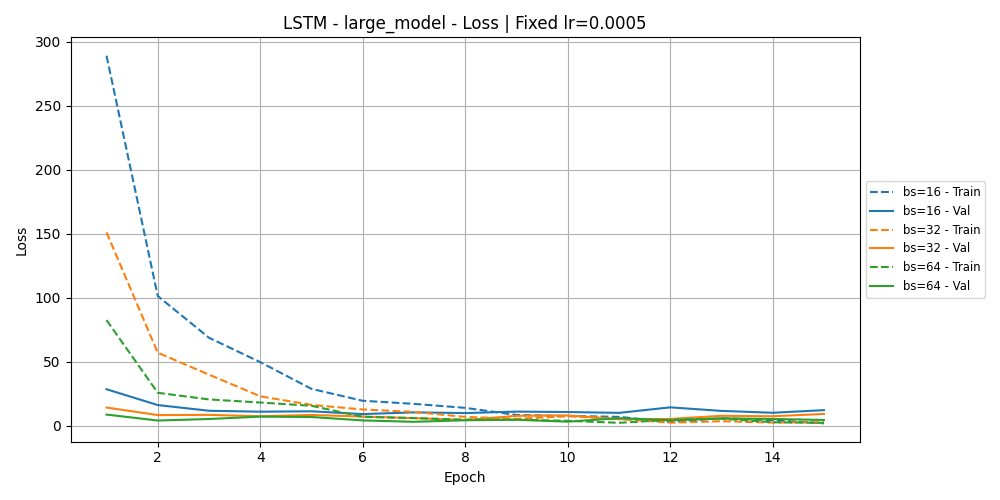 LSTM - large_model - Loss | Fixed lr=0.0005
300
250
200
150
100
50
0
Loss
2 4 6 8 10 12 14
Epoch
bs=16 - Train
bs=16 - Val
bs=32 - Train
bs=32 - Val
bs=64 - Train
bs=64 - Val